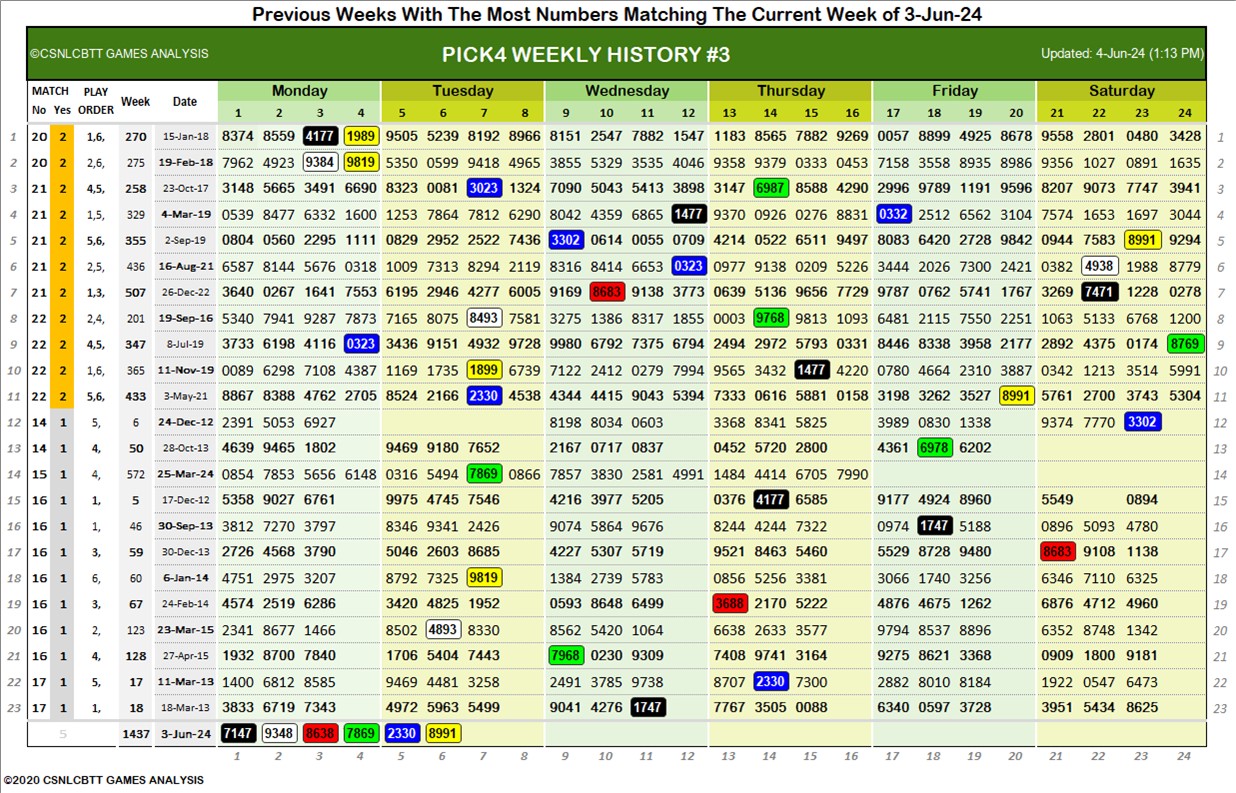 Previous Weeks With The Most Numbers Matching The Current Week of 3-Jun-24
©CSNLCBTT GAMES ANALYSIS PICK4 WEEKLY HISTORY #3 Updated: 4-Jun-24 (1:13 PM)
MATCH PLAY Week Date Monday Tuesday Wednesday Thursday Friday Saturday
No Yes ORDER 1 2 3 4 5 6 7 8 9 10 11 12 13 14 15 16 17 18 19 20 21 22 23 24
1 20 2 1,6, 270 15-Jan-18 8374 8559 4177 1989 9505 5239 8192 8966 8151 2547 7882 1547 1183 8565 7882 9269 0057 8899 4925 8678 9558 2801 0480 3428 1
2 20 2 2,6, 275 19-Feb-18 7962 4923 9384 9819 5350 0599 9418 4965 3855 5329 3535 4046 9358 9379 0333 0453 7158 3558 8935 8986 9356 1027 0891 1635 2
3 21 2 4,5, 258 23-Oct-17 3148 5665 3491 6690 8323 0081 3023 1324 7090 5043 5413 3898 3147 6987 8588 4290 2996 9789 1191 9596 8207 9073 7747 3941 3
4 21 2 1,5, 329 4-Mar-19 0539 8477 6332 1600 1253 7864 7812 6290 8042 4359 6865 1477 9370 0926 0276 8831 0332 2512 6562 3104 7574 1653 1697 3044 4
5 21 2 5,6, 355 2-Sep-19 0804 0560 2295 1111 0829 2952 2522 7436 3302 0614 0055 0709 4214 0522 6511 9497 8083 6420 2728 9842 0944 7583 8991 9294 5
6 21 2 2,5, 436 16-Aug-21 6587 8144 5676 0318 1009 7313 8294 2119 8316 8414 6653 0323 0977 9138 0209 5226 3444 2026 7300 2421 0382 4938 1988 8779 6
7 21 2 1,3, 507 26-Dec-22 3640 0267 1641 7553 6161 2946 4277 6005 9169 8683 9138 3773 0639 5136 9656 7729 9787 0762 5741 1767 8269 7471 1228 0278 7
8 22 2 2,4, 201 19-Sep-16 5340 7941 9287 7873 7165 8075 8493 7581 3275 1386 8317 1855 0003 9768 9813 1093 6481 2115 7550 2251 1063 5133 6768 1200 8
9 22 2 4,5, 347 8-Jul-19 3733 6198 4116 0323 3436 9151 4932 9728 9980 6792 7375 6794 2494 2972 5793 0331 8446 8338 3958 2177 2892 4375 0174 8769 9
10 22 2 1,6, 365 11-Nov-19 0089 6298 7108 4387 1169 1735 1899 6739 7122 2412 0279 7994 9565 3432 1477 4220 0780 4664 2310 3887 0342 1213 3514 5991 10
11 22 2 5,6, 433 3-May-21 8867 8388 4762 2705 8524 2166 2330 4538 4344 4415 9043 5394 7333 0616 5881 0158 3198 3262 3527 8991 5761 2700 3743 5304 11
12 14 1 5, 6 24-Dec-12 2391 5053 6927 8198 8034 0603 3368 8341 5825 3989 0830 1338 9374 7770 3302 12
13 14 1 4, 50 28-Oct-13 4639 9465 1802 9469 9180 7652 2167 0717 0837 0452 5720 2800 4361 6978 6202 13
14 15 1 4, 572 25-Mar-24 0854 7853 5656 6148 0316 5494 7869 0866 7857 3830 2581 4991 1484 4414 6705 7990 14
15 16 1 1, 5 17-Dec-12 5358 9027 6761 9975 4745 7546 4216 3977 5205 0376 4177 6585 9177 4924 8960 5549 0894 15
16 16 1 1, 46 30-Sep-13 3812 7270 3797 8346 9341 2426 9074 5864 9676 8244 4244 7322 0974 1747 5188 0896 5093 4780 16
17 16 1 3, 59 30-Dec-13 2726 4568 3790 5046 2603 8685 4227 5307 5719 9521 8463 5460 5529 8728 9480 8683 9108 1138 17
18 16 1 6, 60 6-Jan-14 4751 2975 3207 8792 7325 9819 1384 2739 5783 0856 5256 3381 3066 1740 3256 6346 7110 6325 18
19 16 1 3, 67 24-Feb-14 4574 2519 6286 3420 4825 1952 0593 8648 6499 3688 2170 5222 4876 4675 1262 6876 4712 4960 19
20 16 1 2, 123 23-Mar-15 2341 8677 1466 8502 4893 8330 8562 5420 1064 6638 2633 3577 9794 8537 8896 6352 8748 1342 20
21 16 1 4, 128 27-Apr-15 1932 8700 7840 1706 5404 7443 7968 0230 9309 7408 9741 3164 9275 8621 3368 0909 1800 9181 21
22 17 1 5, 17 11-Mar-13 1400 6812 8585 9469 4481 3258 2491 3785 9738 8707 2330 7300 2882 8010 8184 1922 0547 6473 22
23 17 1 1, 18 18-Mar-13 3833 6719 7343 4972 5963 5499 9041 4276 1747 7767 3505 0088 6340 0597 3728 3951 5434 8625 23
5 1437 3-Jun-24 7147 9348 8638 7869 2330 8991
1 2 3 4 5 6 7 8 9 10 11 12 13 14 15 16 17 18 19 20 21 22 23 24
©2020 CSNLCBTT GAMES ANALYSIS